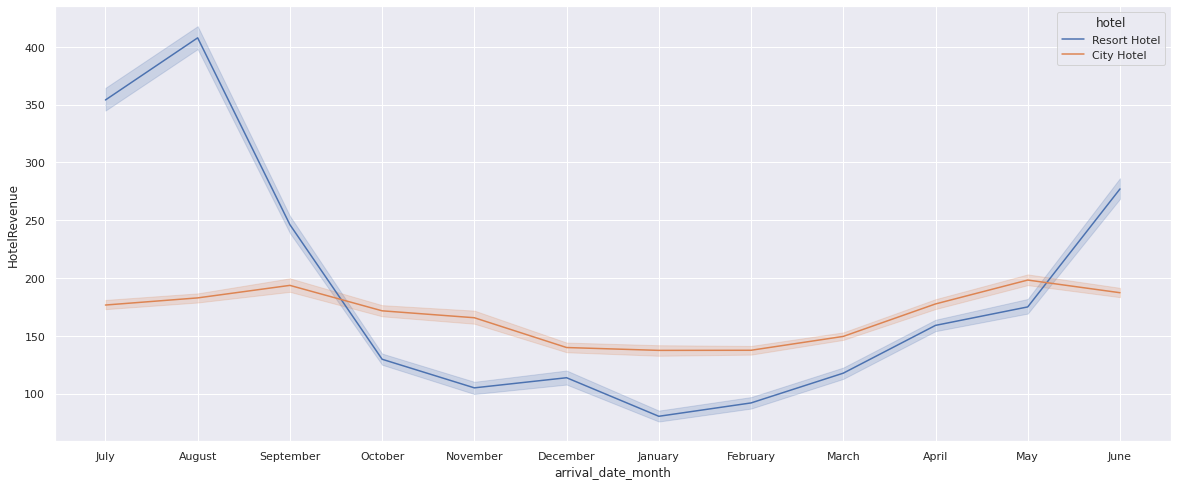 hotel
Resort Hotel
City Hotel
HotelRevenue
400
350
300
250
200
150
100
July August September October November December January February March April May June
arrival_date_month